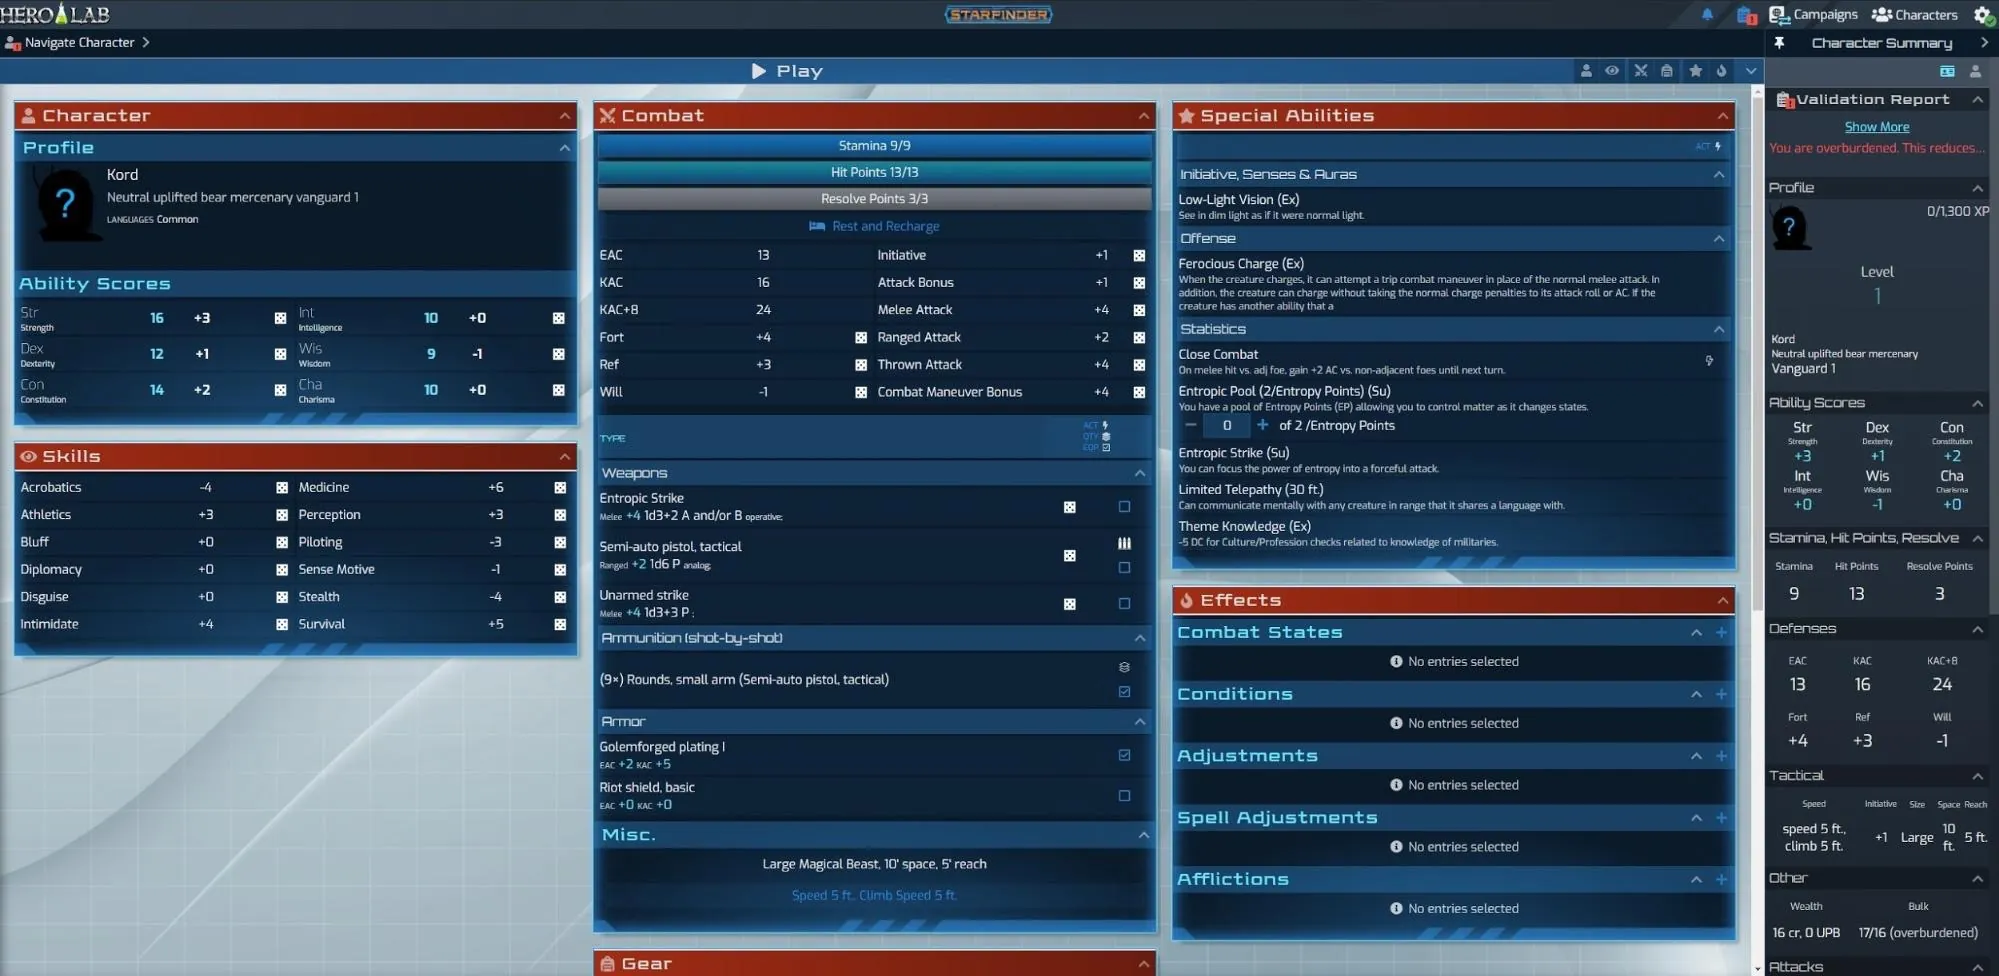 HERO LAB
STARFINDER
Campaigns
Characters
Navigate Character
Character Summary
Play
Character
Profile
Kord
Neutral uplifted bear mercenary vanguard 1
LANGUAGES Common
Ability Scores
Str 16 +3 Int 10 +0
Strength Intelligence
Dex 12 +1 Wis 9 -1
Dexterity Wisdom
Con 14 +2 Cha 10 +0
Constitution Charisma
Skills
Acrobatics -4 Medicine +6
Athletics +3 Perception +3
Bluff +0 Piloting -3
Diplomacy +0 Sense Motive -1
Disguise +0 Stealth -4
Intimidate +4 Survival +5
Combat
Stamina 9/9
Hit Points 13/13
Resolve Points 3/3
Rest and Recharge
EAC 13 Initiative +1
KAC 16 Attack Bonus +1
KAC+8 24 Melee Attack +4
Fort +4 Ranged Attack +2
Ref +3 Thrown Attack +4
Will -1 Combat Maneuver Bonus +4
ACT
TYPE QTY
EQP
Weapons
Entropic Strike
Melee +4 1d3+2 A and/or B operative;
Semi-auto pistol, tactical
Ranged +2 1d6 P analog;
Unarmed strike
Melee +4 1d3+3 P ;
Ammunition (shot-by-shot)
(9×) Rounds, small arm (Semi-auto pistol, tactical)
Armor
Golemforged plating I
EAC +2 KAC +5
Riot shield, basic
EAC +0 KAC +0
Misc.
Large Magical Beast, 10' space, 5' reach
Speed 5 ft., Climb Speed 5 ft.
Gear
Special Abilities
ACT
Initiative, Senses & Auras
Low-Light Vision (Ex)
See in dim light as if it were normal light.
Offense
Ferocious Charge (Ex)
When the creature charges, it can attempt a trip combat maneuver in place of the normal melee attack. In
addition, the creature can charge without taking the normal charge penalties to its attack roll or AC. If the
creature has another ability that a
Statistics
Close Combat
On melee hit vs. adj foe, gain +2 AC vs. non-adjacent foes until next turn.
Entropic Pool (2/Entropy Points) (Su)
You have a pool of Entropy Points (EP) allowing you to control matter as it changes states.
− 0 + of 2 /Entropy Points
Entropic Strike (Su)
You can focus the power of entropy into a forceful attack.
Limited Telepathy (30 ft.)
Can communicate mentally with any creature in range that it shares a language with.
Theme Knowledge (Ex)
-5 DC for Culture/Profession checks related to knowledge of militaries.
Effects
Combat States
No entries selected
Conditions
No entries selected
Adjustments
No entries selected
Spell Adjustments
No entries selected
Afflictions
No entries selected
Validation Report
Show More
You are overburdened. This reduces...
Profile
0/1,300 XP
Level
1
Kord
Neutral uplifted bear mercenary
Vanguard 1
Ability Scores
Str Dex Con
Strength Dexterity Constitution
+3 +1 +2
Int Wis Cha
Intelligence Wisdom Charisma
+0 -1 +0
Stamina, Hit Points, Resolve
Stamina Hit Points Resolve Points
9 13 3
Defenses
EAC KAC KAC+8
13 16 24
Fort Ref Will
+4 +3 -1
Tactical
Speed Initiative Size Space Reach
speed 5 ft., climb 5 ft. +1 Large 10 ft. 5 ft.
Other
Wealth Bulk
16 cr, 0 UPB 17/16 (overburdened)
Attacks